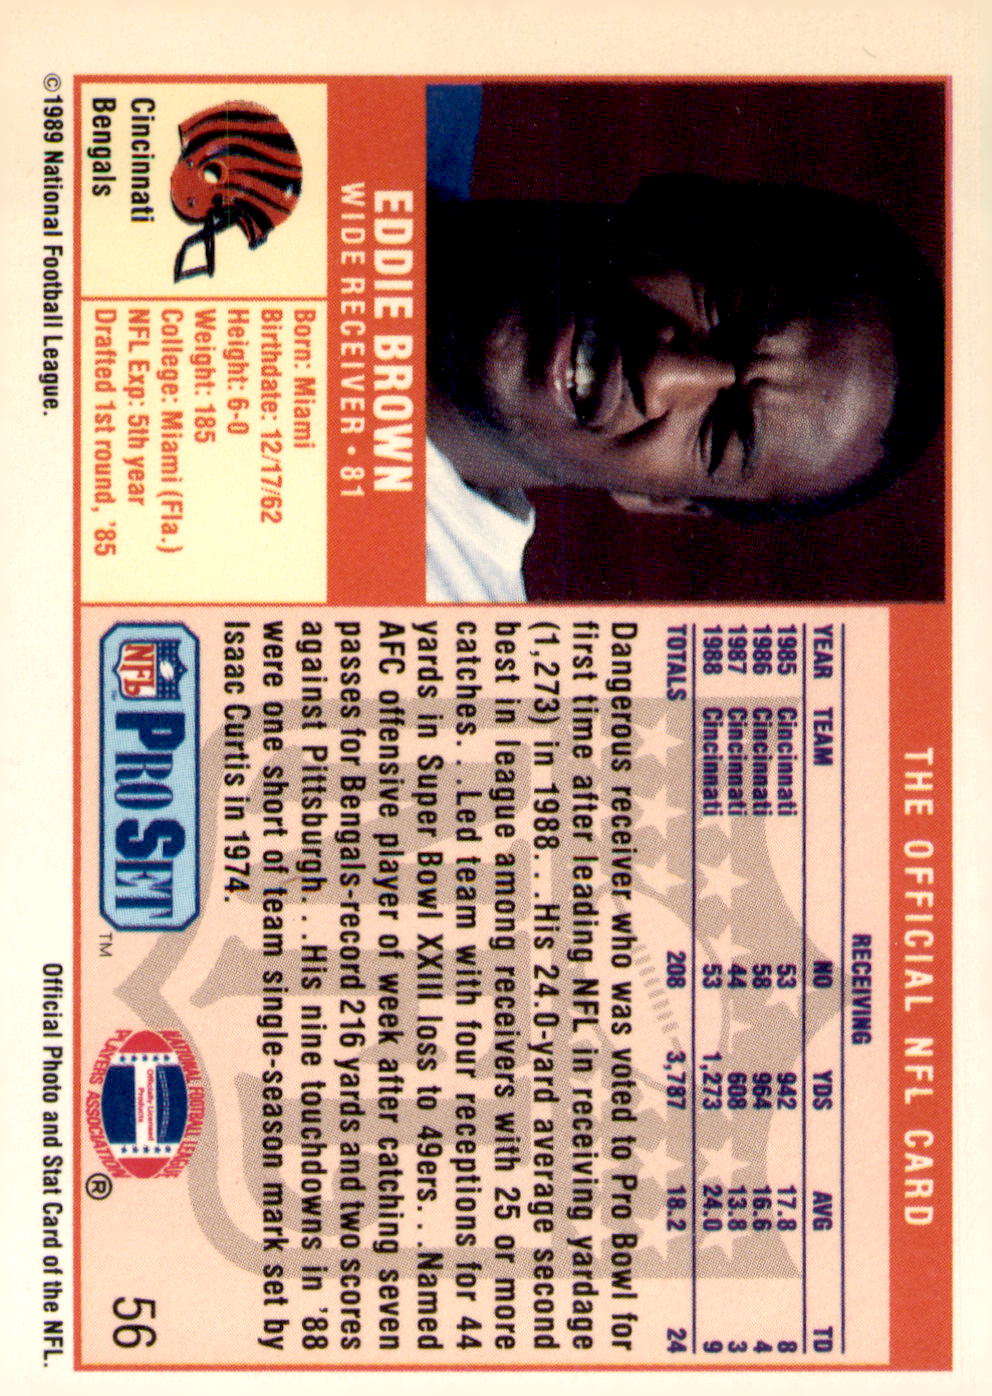 THE OFFICIAL NFL CARD
EDDIE BROWN
WIDE RECEIVER • 81
Cincinnati
Bengals
Born: Miami
Birthdate: 12/17/62
Height: 6-0
Weight: 185
College: Miami (Fla.)
NFL Exp: 5th year
Drafted 1st round, '85
RECEIVING
YEAR TEAM NO YDS AVG TD
1985 Cincinnati 53 942 17.8 8
1986 Cincinnati 58 964 16.6 4
1987 Cincinnati 44 608 13.8 3
1988 Cincinnati 53 1,273 24.0 9
TOTALS 208 3,787 18.2 24
Dangerous receiver who was voted to Pro Bowl for
first time after leading NFL in receiving yardage
(1,273) in 1988. . .His 24.0-yard average second
best in league among receivers with 25 or more
catches. . .Led team with four receptions for 44
yards in Super Bowl XXIII loss to 49ers. . .Named
AFC offensive player of week after catching seven
passes for Bengals-record 216 yards and two scores
against Pittsburgh. . .His nine touchdowns in '88
were one short of team single-season mark set by
Isaac Curtis in 1974.
NFL PRO SET ™
NATIONAL FOOTBALL LEAGUE
Officially Licensed
Products
PLAYERS ASSOCIATION ®
56
©1989 National Football League.
Official Photo and Stat Card of the NFL.